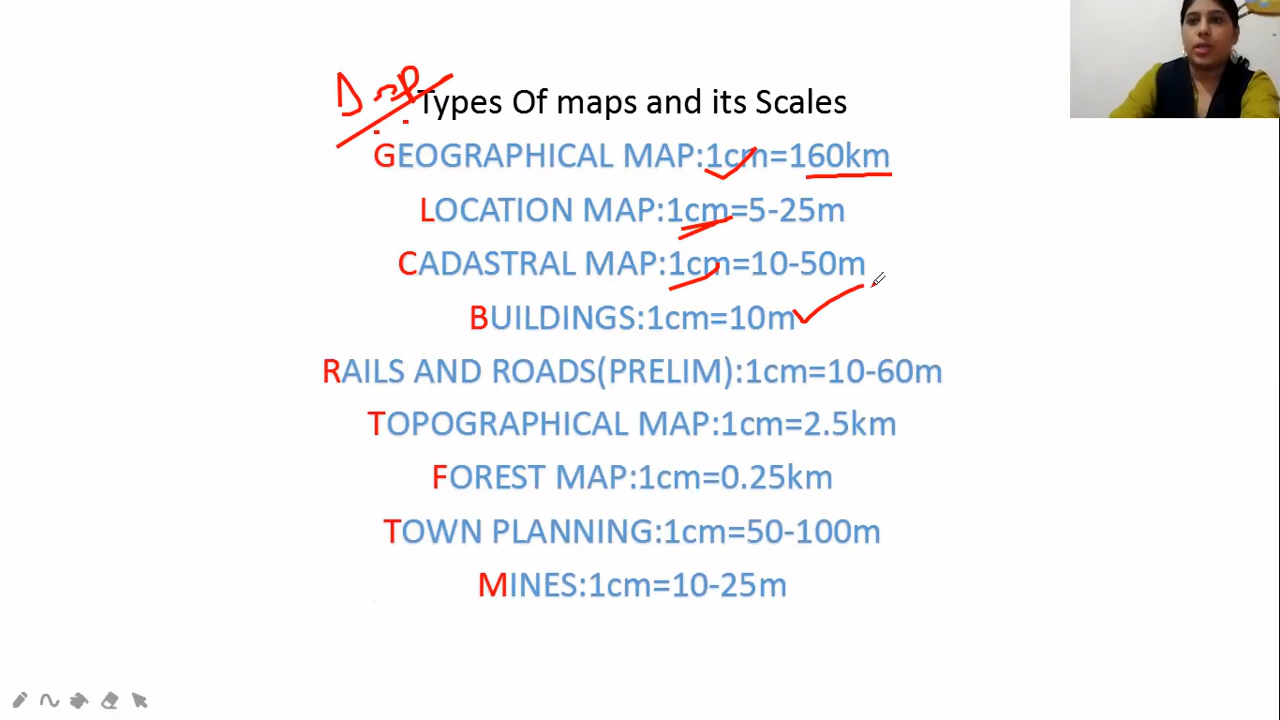 Imp
Types Of maps and its Scales
GEOGRAPHICAL MAP:1cm=160km
LOCATION MAP:1cm=5-25m
CADASTRAL MAP:1cm=10-50m
BUILDINGS:1cm=10m
RAILS AND ROADS(PRELIM):1cm=10-60m
TOPOGRAPHICAL MAP:1cm=2.5km
FOREST MAP:1cm=0.25km
TOWN PLANNING:1cm=50-100m
MINES:1cm=10-25m